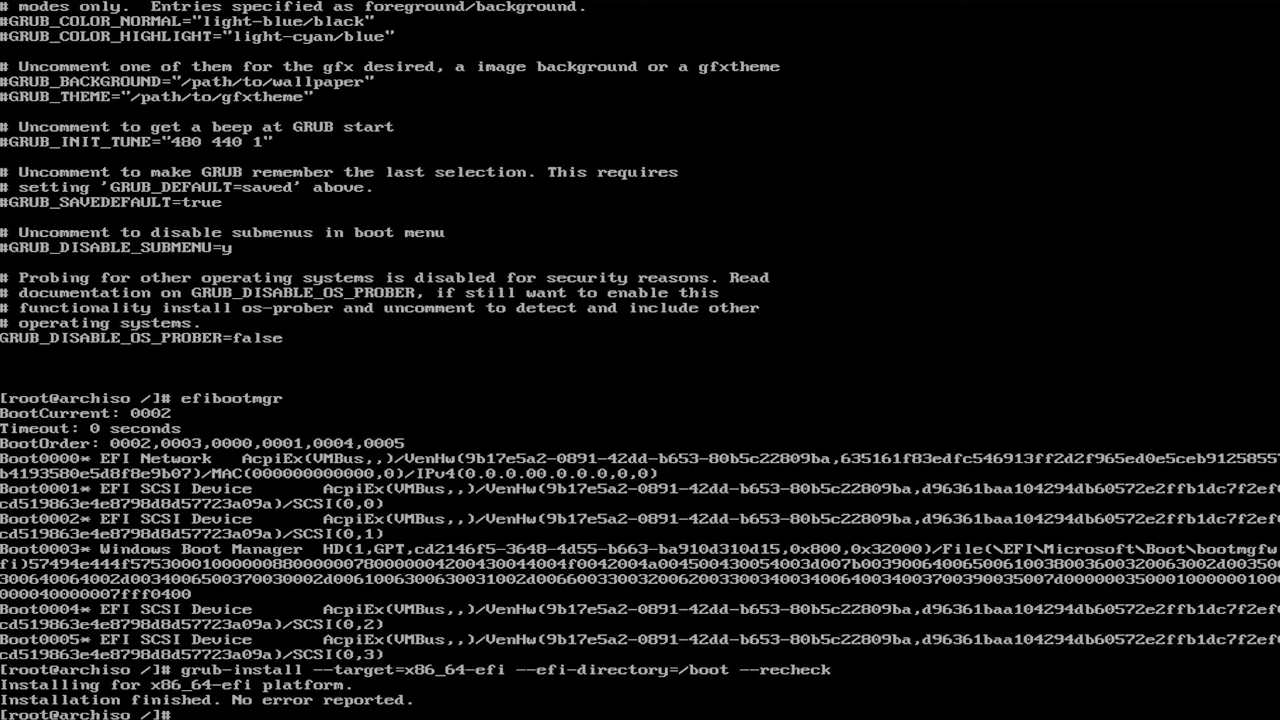 # modes only.  Entries specified as foreground/background.
#GRUB_COLOR_NORMAL="light-blue/black"
#GRUB_COLOR_HIGHLIGHT="light-cyan/blue"
# Uncomment one of them for the gfx desired, a image background or a gfxtheme
#GRUB_BACKGROUND="/path/to/wallpaper"
#GRUB_THEME="/path/to/gfxtheme"
# Uncomment to get a beep at GRUB start
#GRUB_INIT_TUNE="480 440 1"
# Uncomment to make GRUB remember the last selection. This requires
# setting 'GRUB_DEFAULT=saved' above.
#GRUB_SAVEDEFAULT=true
# Uncomment to disable submenus in boot menu
#GRUB_DISABLE_SUBMENU=y
# Probing for other operating systems is disabled for security reasons. Read
# documentation on GRUB_DISABLE_OS_PROBER, if still want to enable this
# functionality install os-prober and uncomment to detect and include other
# operating systems.
GRUB_DISABLE_OS_PROBER=false
[root@archiso /]# efibootmgr
BootCurrent: 0002
Timeout: 0 seconds
BootOrder: 0002,0003,0000,0001,0004,0005
Boot0000* EFI Network   AcpiEx(VMBus,,)/VenHw(9b17e5a2-0891-42dd-b653-80b5c22809ba,635161f83edfc546913ff2d2f965ed0e5ceb91258557
b4193580e5d8f8e9b07)/MAC(000000000000,0)/IPv4(0.0.0.00.0.0.0,0,0)
Boot0001* EFI SCSI Device       AcpiEx(VMBus,,)/VenHw(9b17e5a2-0891-42dd-b653-80b5c22809ba,d96361baa104294db60572e2ffb1dc7f2ef0
cd519863e4e8798d8d57723a09a)/SCSI(0,0)
Boot0002* EFI SCSI Device       AcpiEx(VMBus,,)/VenHw(9b17e5a2-0891-42dd-b653-80b5c22809ba,d96361baa104294db60572e2ffb1dc7f2ef0
cd519863e4e8798d8d57723a09a)/SCSI(0,1)
Boot0003* Windows Boot Manager  HD(1,GPT,cd2146f5-3648-4d55-b663-ba910d310d15,0x800,0x32000)/File(\EFI\Microsoft\Boot\bootmgfw
fi)57494e444f5753000100000088000000780000004200430044004f0042004a004500430054003d007b00390064006500610038003600320063002d003500
3000640064002d0034006500370030002d0061006300630031002d006600330032006200330034003400640034003700390035007d00000035000100000010000
000040000007fff0400
Boot0004* EFI SCSI Device       AcpiEx(VMBus,,)/VenHw(9b17e5a2-0891-42dd-b653-80b5c22809ba,d96361baa104294db60572e2ffb1dc7f2ef0
cd519863e4e8798d8d57723a09a)/SCSI(0,2)
Boot0005* EFI SCSI Device       AcpiEx(VMBus,,)/VenHw(9b17e5a2-0891-42dd-b653-80b5c22809ba,d96361baa104294db60572e2ffb1dc7f2ef0
cd519863e4e8798d8d57723a09a)/SCSI(0,3)
[root@archiso /]# grub-install --target=x86_64-efi --efi-directory=/boot --recheck
Installing for x86_64-efi platform.
Installation finished. No error reported.
[root@archiso /]#